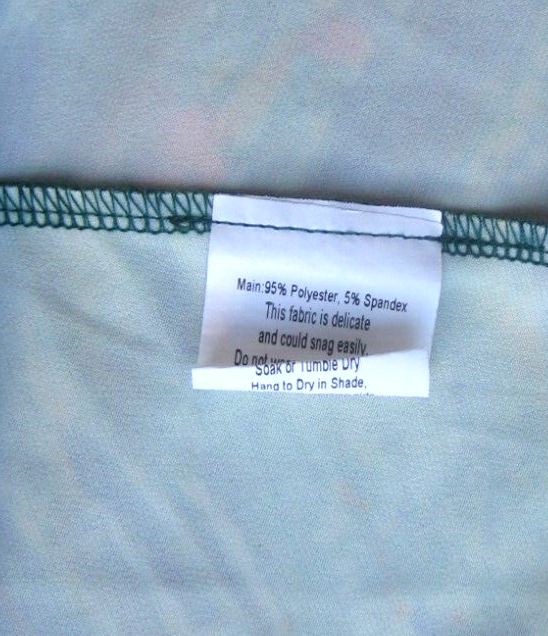 Main:95% Polyester, 5% Spandex
This fabric is delicate
and could snag easily.
Do not
Soak or Tumble Dry
Hang to Dry in Shade,